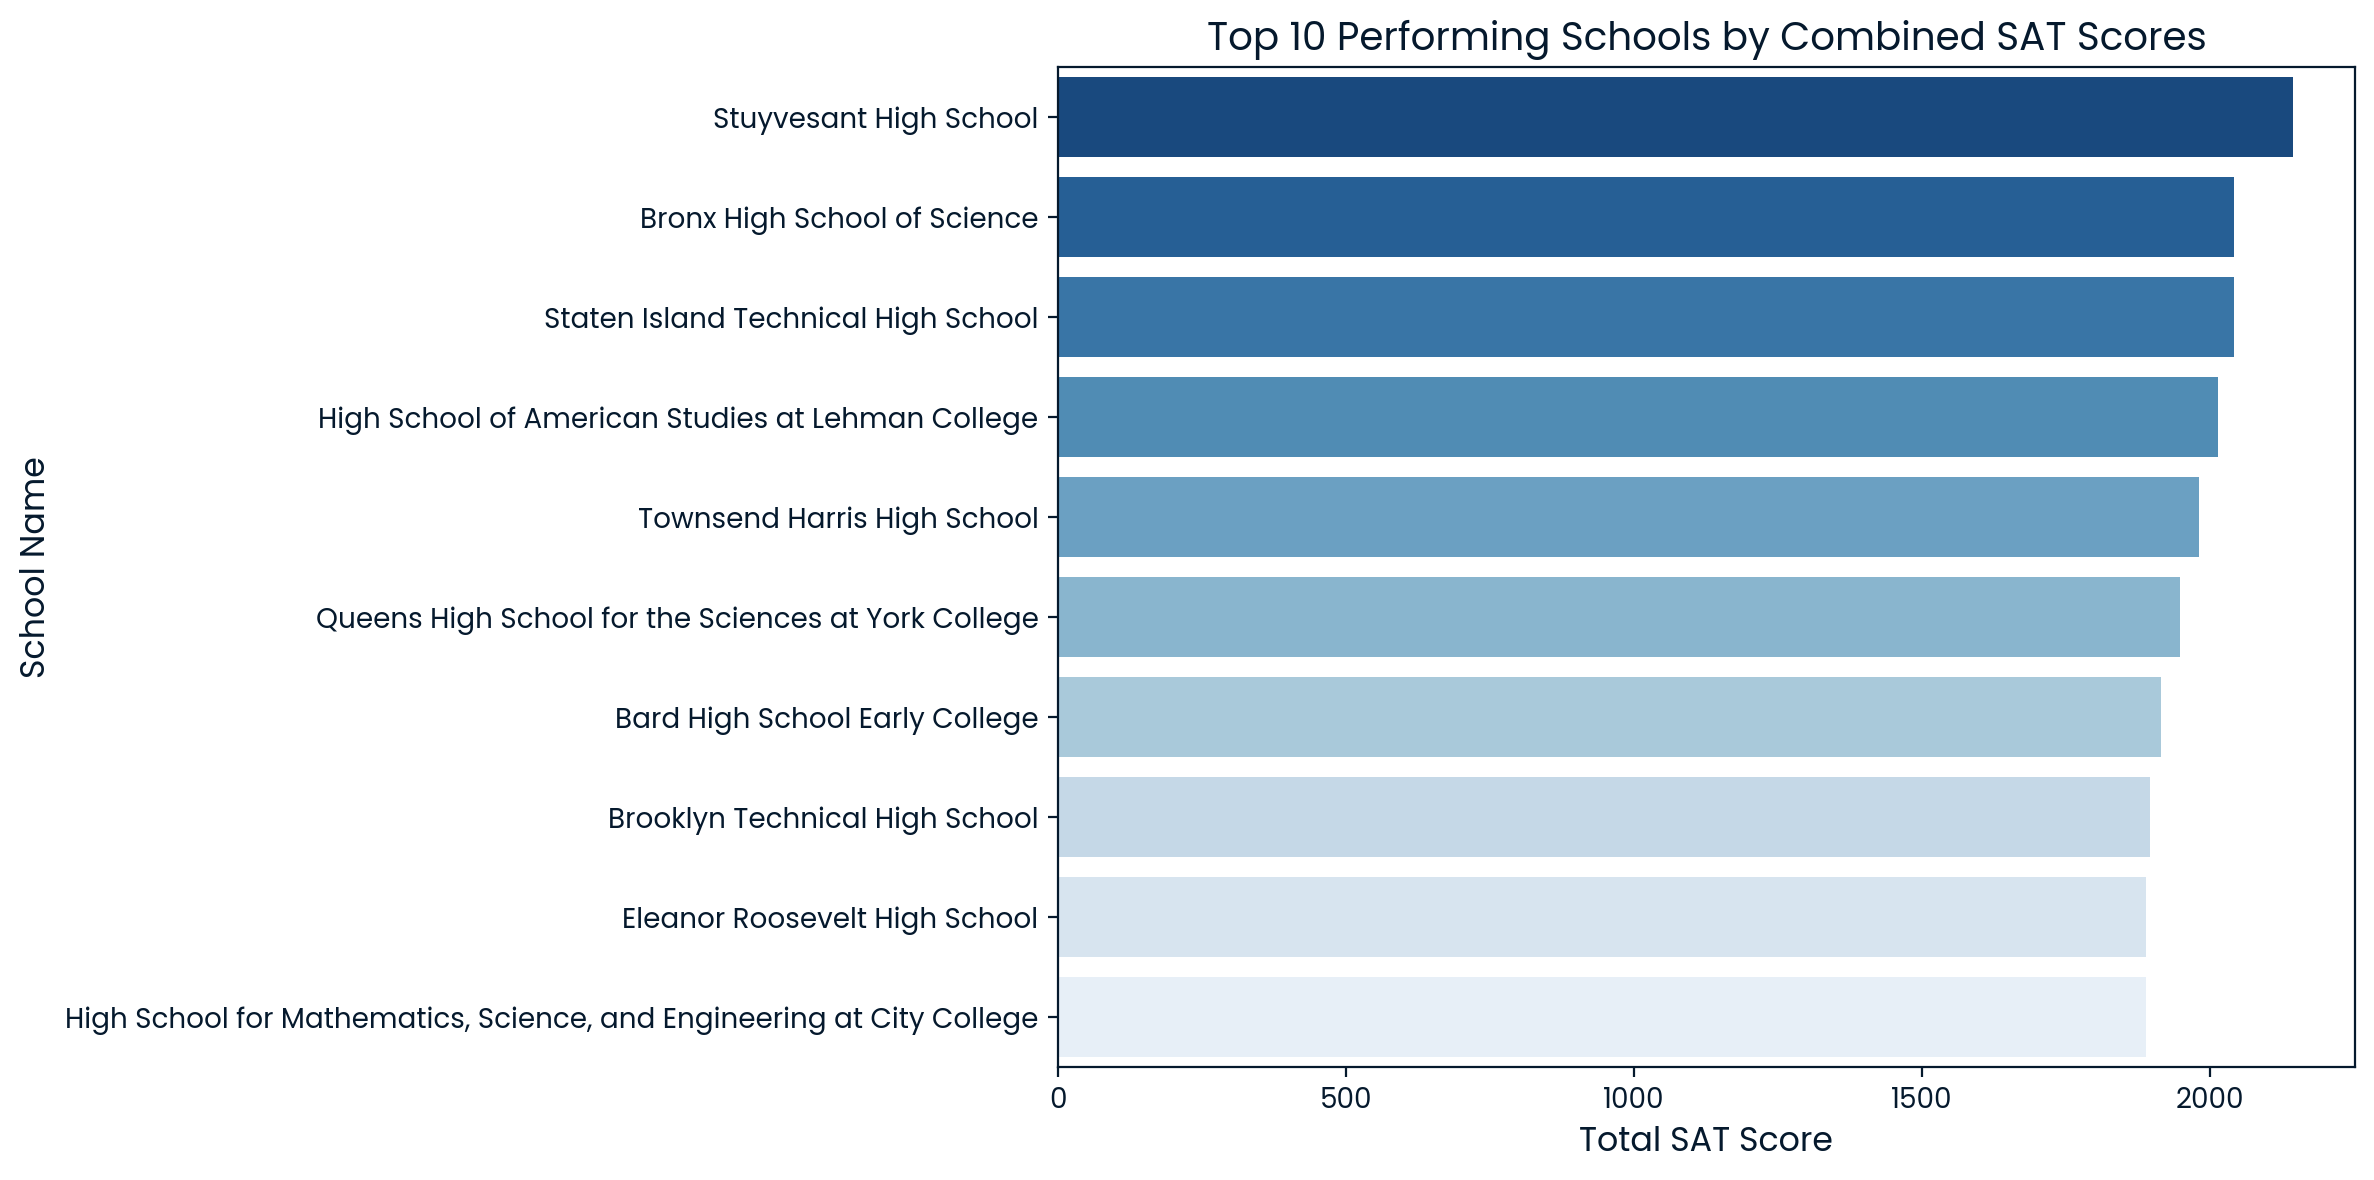 Top 10 Performing Schools by Combined SAT Scores
School Name
Stuyvesant High School
Bronx High School of Science
Staten Island Technical High School
High School of American Studies at Lehman College
Townsend Harris High School
Queens High School for the Sciences at York College
Bard High School Early College
Brooklyn Technical High School
Eleanor Roosevelt High School
High School for Mathematics, Science, and Engineering at City College
0 500 1000 1500 2000
Total SAT Score